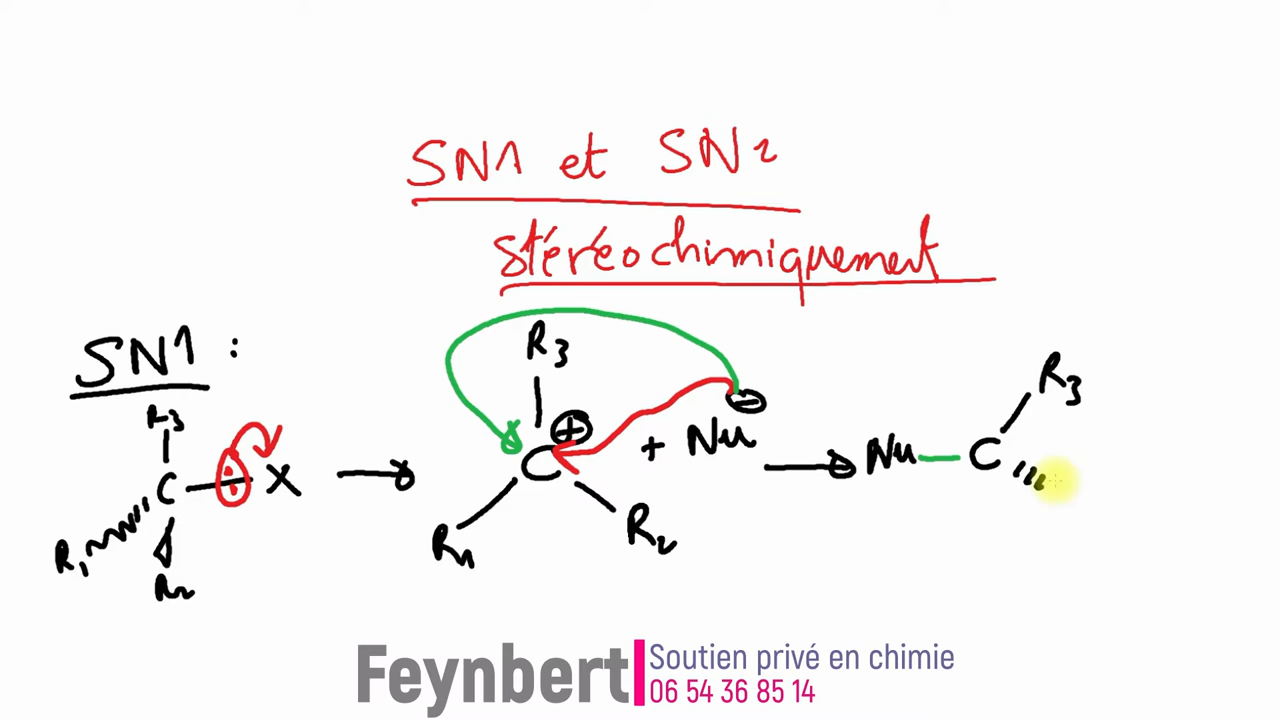 SN1 et SN2
stéréochimiquement
SN1 :
R3
C X
R1
R2
R3
C ⊕
R1 R2
+ Nu ⊖
R3
Nu C
Feynbert
Soutien privé en chimie
06 54 36 85 14